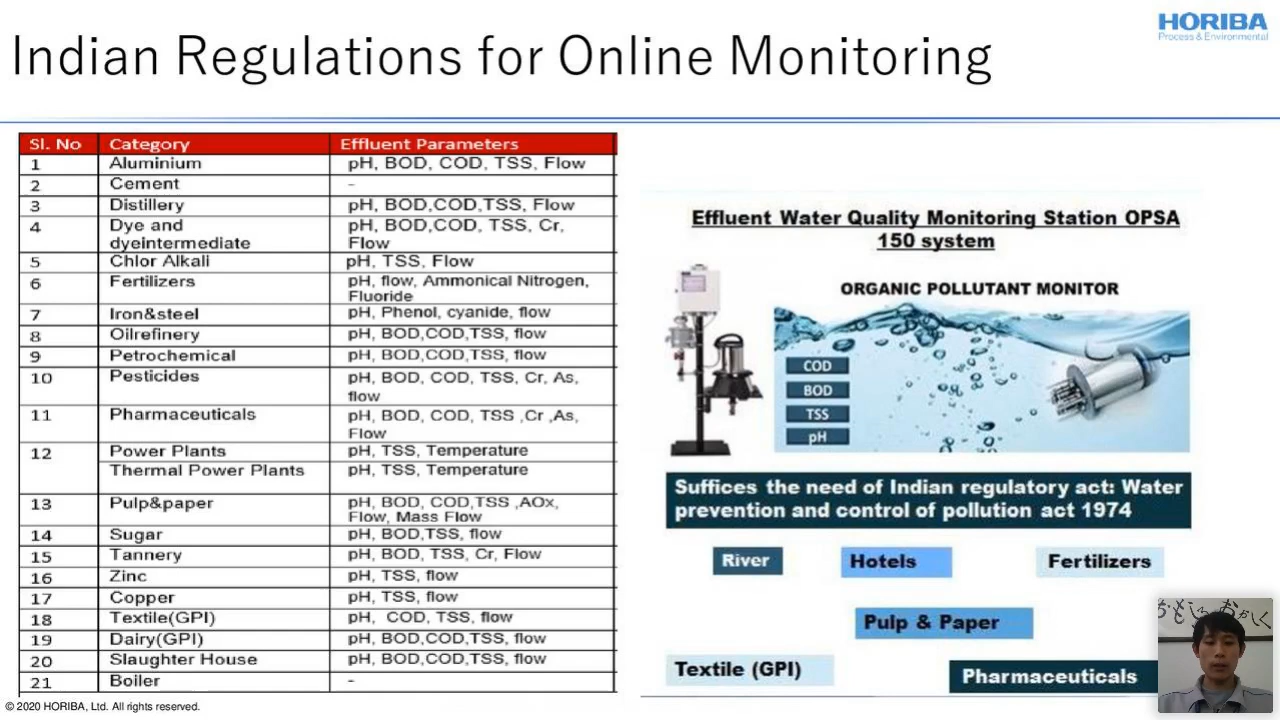 HORIBA
Process & Environmental
Indian Regulations for Online Monitoring
Sl. No Category Effluent Parameters
1 Aluminium pH, BOD, COD, TSS, Flow
2 Cement -
3 Distillery pH, BOD,COD,TSS, Flow
4 Dye and dyeintermediate pH, BOD,COD, TSS, Cr, Flow
5 Chlor Alkali pH, TSS, Flow
6 Fertilizers pH, flow, Ammonical Nitrogen, Fluoride
7 Iron&steel pH, Phenol, cyanide, flow
8 Oilrefinery pH, BOD,COD,TSS, flow
9 Petrochemical pH, BOD,COD,TSS, flow
10 Pesticides pH, BOD, COD, TSS, Cr, As, flow
11 Pharmaceuticals pH, BOD, COD, TSS ,Cr ,As, Flow
12 Power Plants pH, TSS, Temperature
Thermal Power Plants pH, TSS, Temperature
13 Pulp&paper pH, BOD, COD,TSS ,AOx, Flow, Mass Flow
14 Sugar pH, BOD,TSS, flow
15 Tannery pH, BOD, TSS, Cr, Flow
16 Zinc pH, TSS, flow
17 Copper pH, TSS, flow
18 Textile(GPI) pH, COD, TSS, flow
19 Dairy(GPI) pH, BOD,COD,TSS, flow
20 Slaughter House pH, BOD,COD,TSS, flow
21 Boiler -
Effluent Water Quality Monitoring Station OPSA
150 system
ORGANIC POLLUTANT MONITOR
COD
BOD
TSS
pH
Suffices the need of Indian regulatory act: Water
prevention and control of pollution act 1974
River
Hotels
Fertilizers
Pulp & Paper
Textile (GPI)
Pharmaceuticals
おもしろおかしく
© 2020 HORIBA, Ltd. All rights reserved.